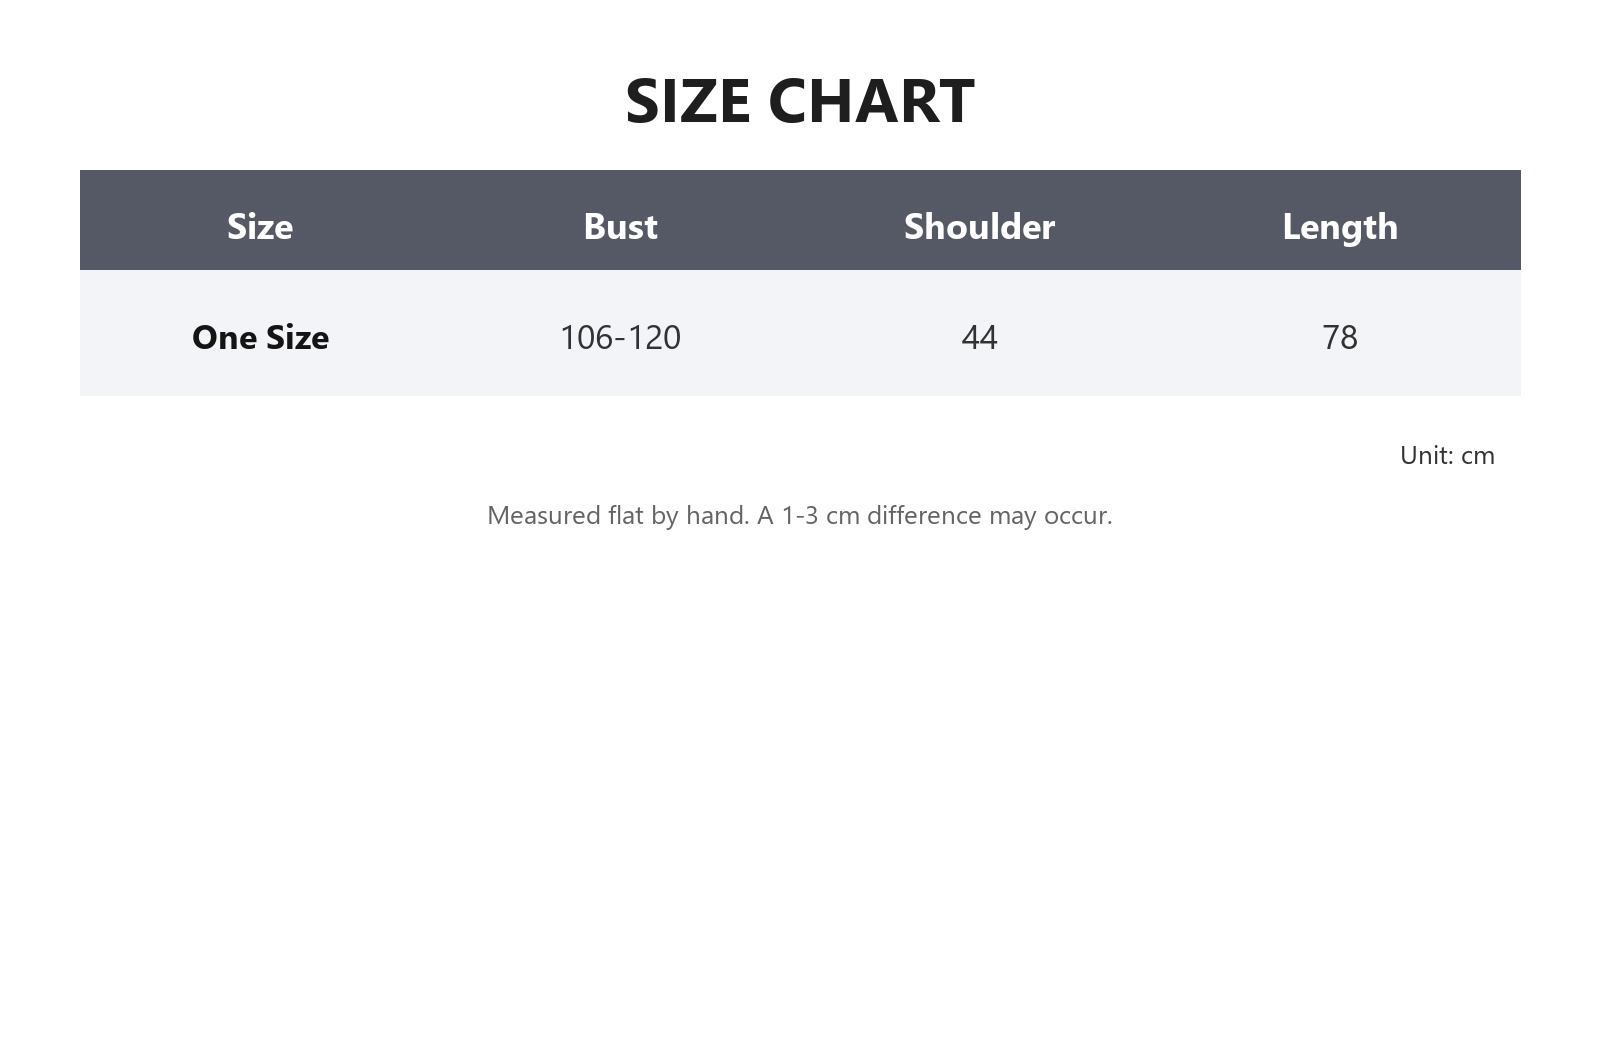 SIZE CHART
Size Bust Shoulder Length
One Size 106-120 44 78
Unit: cm
Measured flat by hand. A 1-3 cm difference may occur.